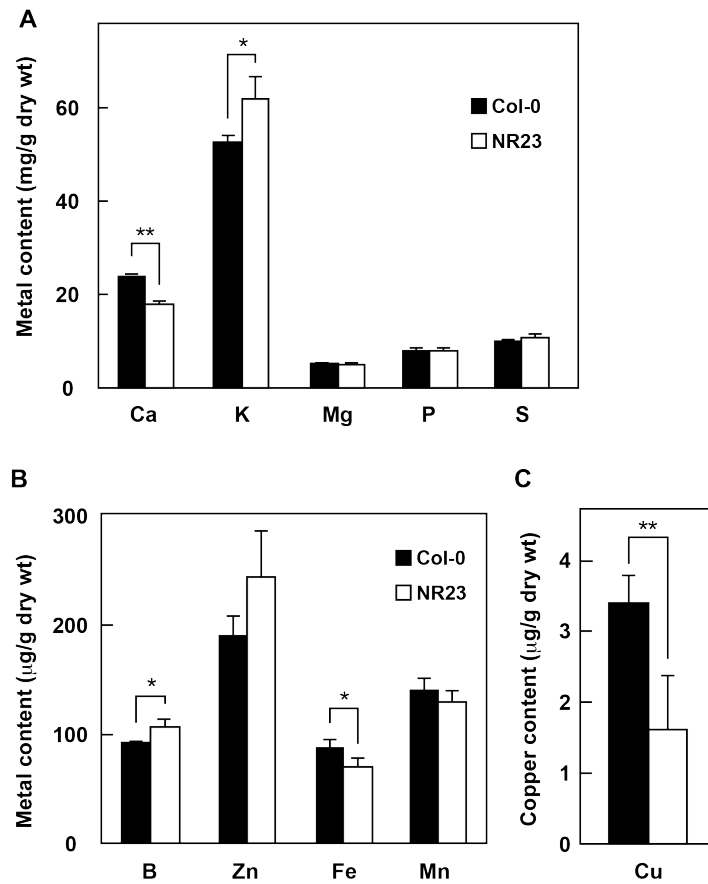 A
Metal content (mg/g dry wt)
60
40
20
0
*
**
Col-0
NR23
Ca K Mg P S
B
Metal content (μg/g dry wt)
300
200
100
0
*
*
Col-0
NR23
B Zn Fe Mn
C
Copper content (μg/g dry wt)
4
3
2
1
0
**
Cu